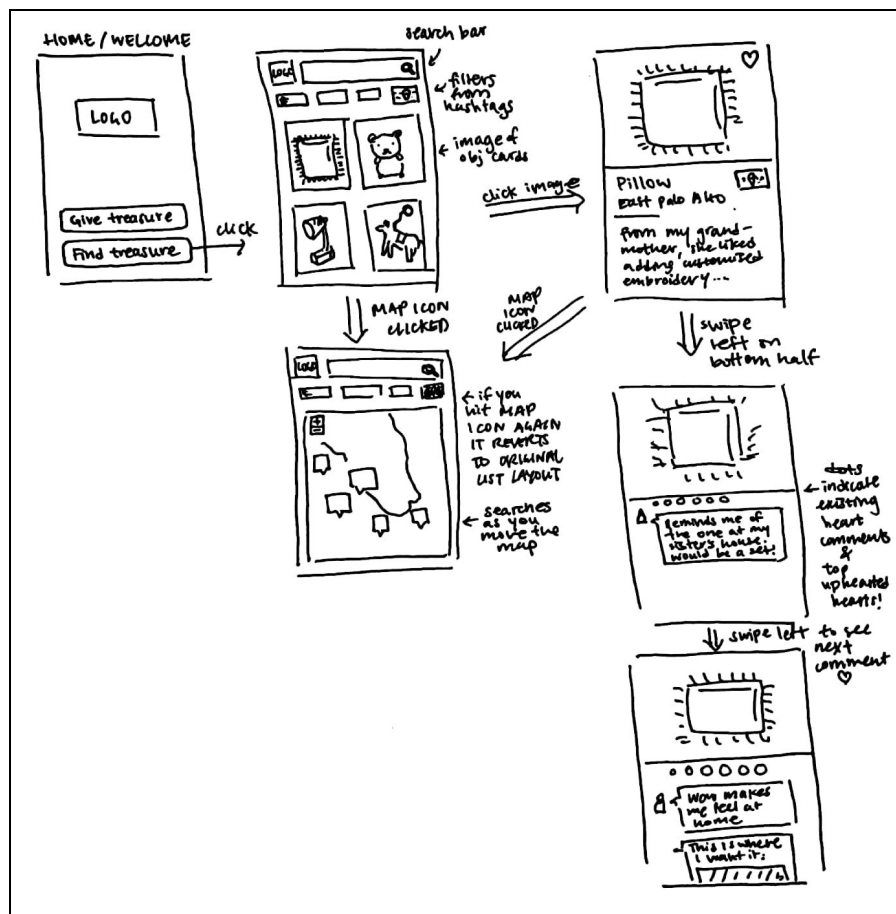 HOME / WELCOME
LOGO
Give treasure
Find treasure
click
search bar
LOGO
filters
from
hashtags
image of
obj cards
click image
MAP ICON
CLICKED
MAP
ICON
CLICKED
Pillow
East Palo Alto
from my grand-
mother, she liked
adding customized
embroidery...
swipe
left on
bottom half
LOGO
if you
hit MAP
ICON AGAIN
IT REVERTS
TO ORIGINAL
LIST LAYOUT
searches
as you
move the
map
reminds me of
the one at my
sister's house.
would be a set!
dots
indicate
existing
heart
comments
&
top
uphearted
hearts!
swipe left to see
next
comment
♡
Wow makes
me feel at
home
This is where
I want it: